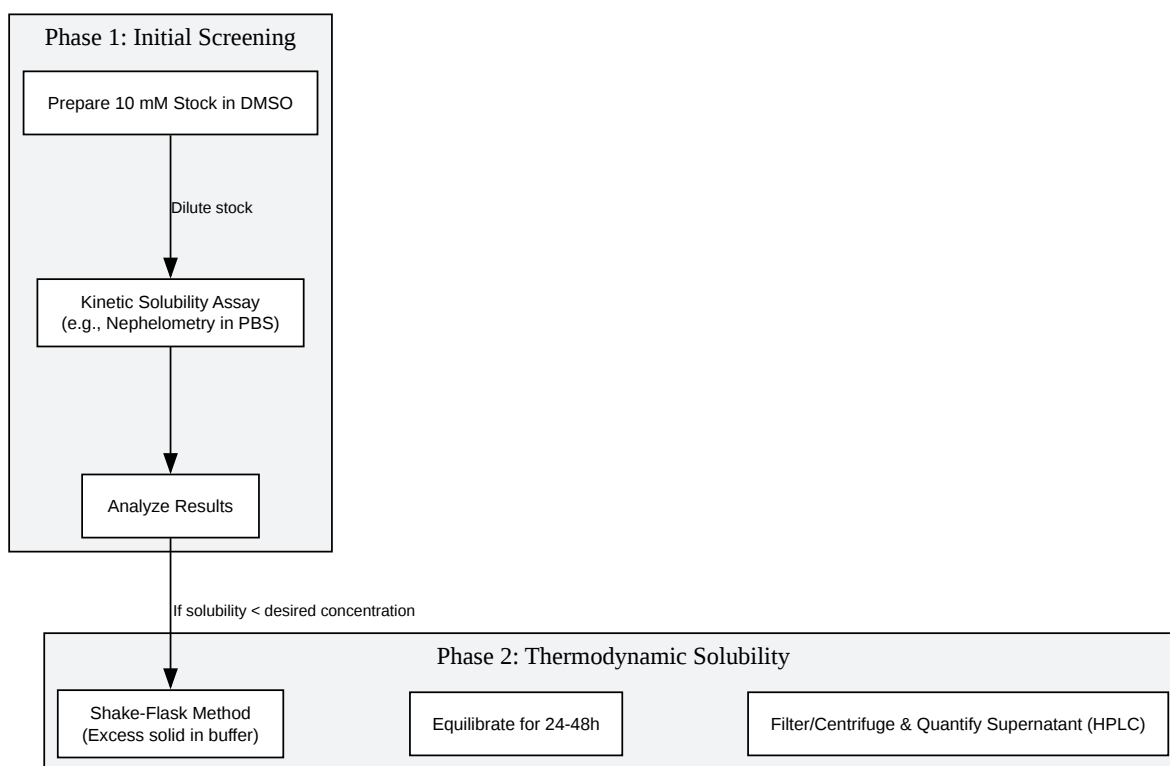 Phase 1: Initial Screening
Prepare 10 mM Stock in DMSO
Dilute stock
Kinetic Solubility Assay
(e.g., Nephelometry in PBS)
Analyze Results
If solubility < desired concentration
Phase 2: Thermodynamic Solubility
Shake-Flask Method
(Excess solid in buffer)
Equilibrate for 24-48h
Filter/Centrifuge & Quantify Supernatant (HPLC)